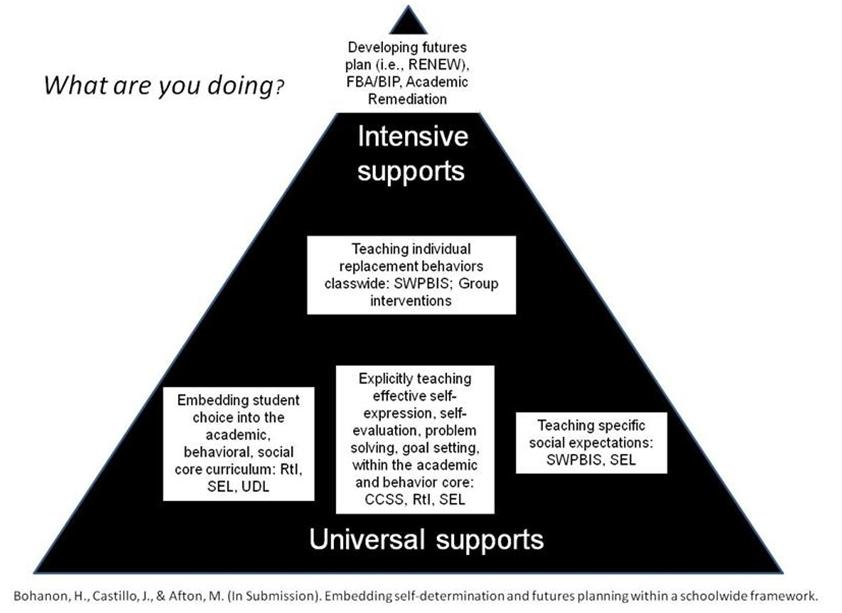 What are you doing?
Developing futures
plan (i.e., RENEW),
FBA/BIP, Academic
Remediation
Intensive
supports
Teaching individual
replacement behaviors
classwide: SWPBIS; Group
interventions
Embedding student
choice into the
academic,
behavioral, social
core curriculum: RtI,
SEL, UDL
Explicitly teaching
effective self-
expression, self-
evaluation, problem
solving, goal setting,
within the academic
and behavior core:
CCSS, RtI, SEL
Teaching specific
social expectations:
SWPBIS, SEL
Universal supports
Bohanon, H., Castillo, J., & Afton, M. (In Submission). Embedding self-determination and futures planning within a schoolwide framework.